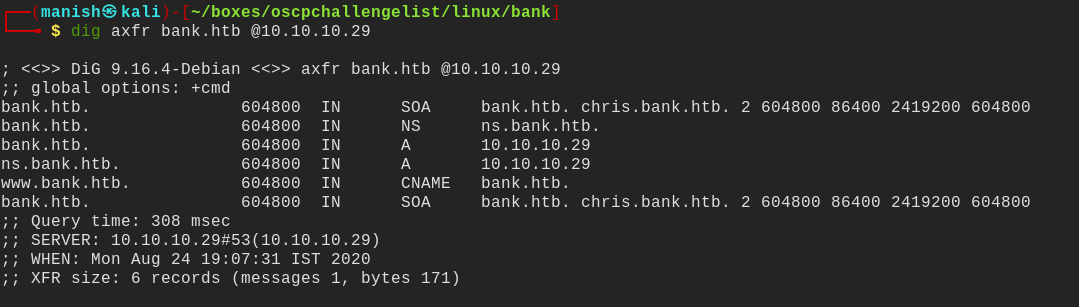 (manish㉿kali)-[~/boxes/oscpchallengelist/linux/bank]
$ dig axfr bank.htb @10.10.10.29
; <<>> DiG 9.16.4-Debian <<>> axfr bank.htb @10.10.10.29
;; global options: +cmd
bank.htb. 604800 IN SOA bank.htb. chris.bank.htb. 2 604800 86400 2419200 604800
bank.htb. 604800 IN NS ns.bank.htb.
bank.htb. 604800 IN A 10.10.10.29
ns.bank.htb. 604800 IN A 10.10.10.29
www.bank.htb. 604800 IN CNAME bank.htb.
bank.htb. 604800 IN SOA bank.htb. chris.bank.htb. 2 604800 86400 2419200 604800
;; Query time: 308 msec
;; SERVER: 10.10.10.29#53(10.10.10.29)
;; WHEN: Mon Aug 24 19:07:31 IST 2020
;; XFR size: 6 records (messages 1, bytes 171)